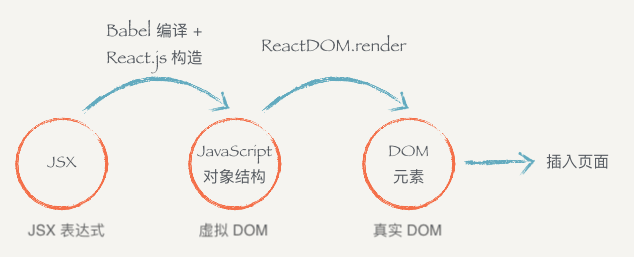 Babel 编译 +
React.js 构造
ReactDOM.render
JSX
JavaScript
对象结构
DOM
元素
插入页面
JSX 表达式
虚拟 DOM
真实 DOM